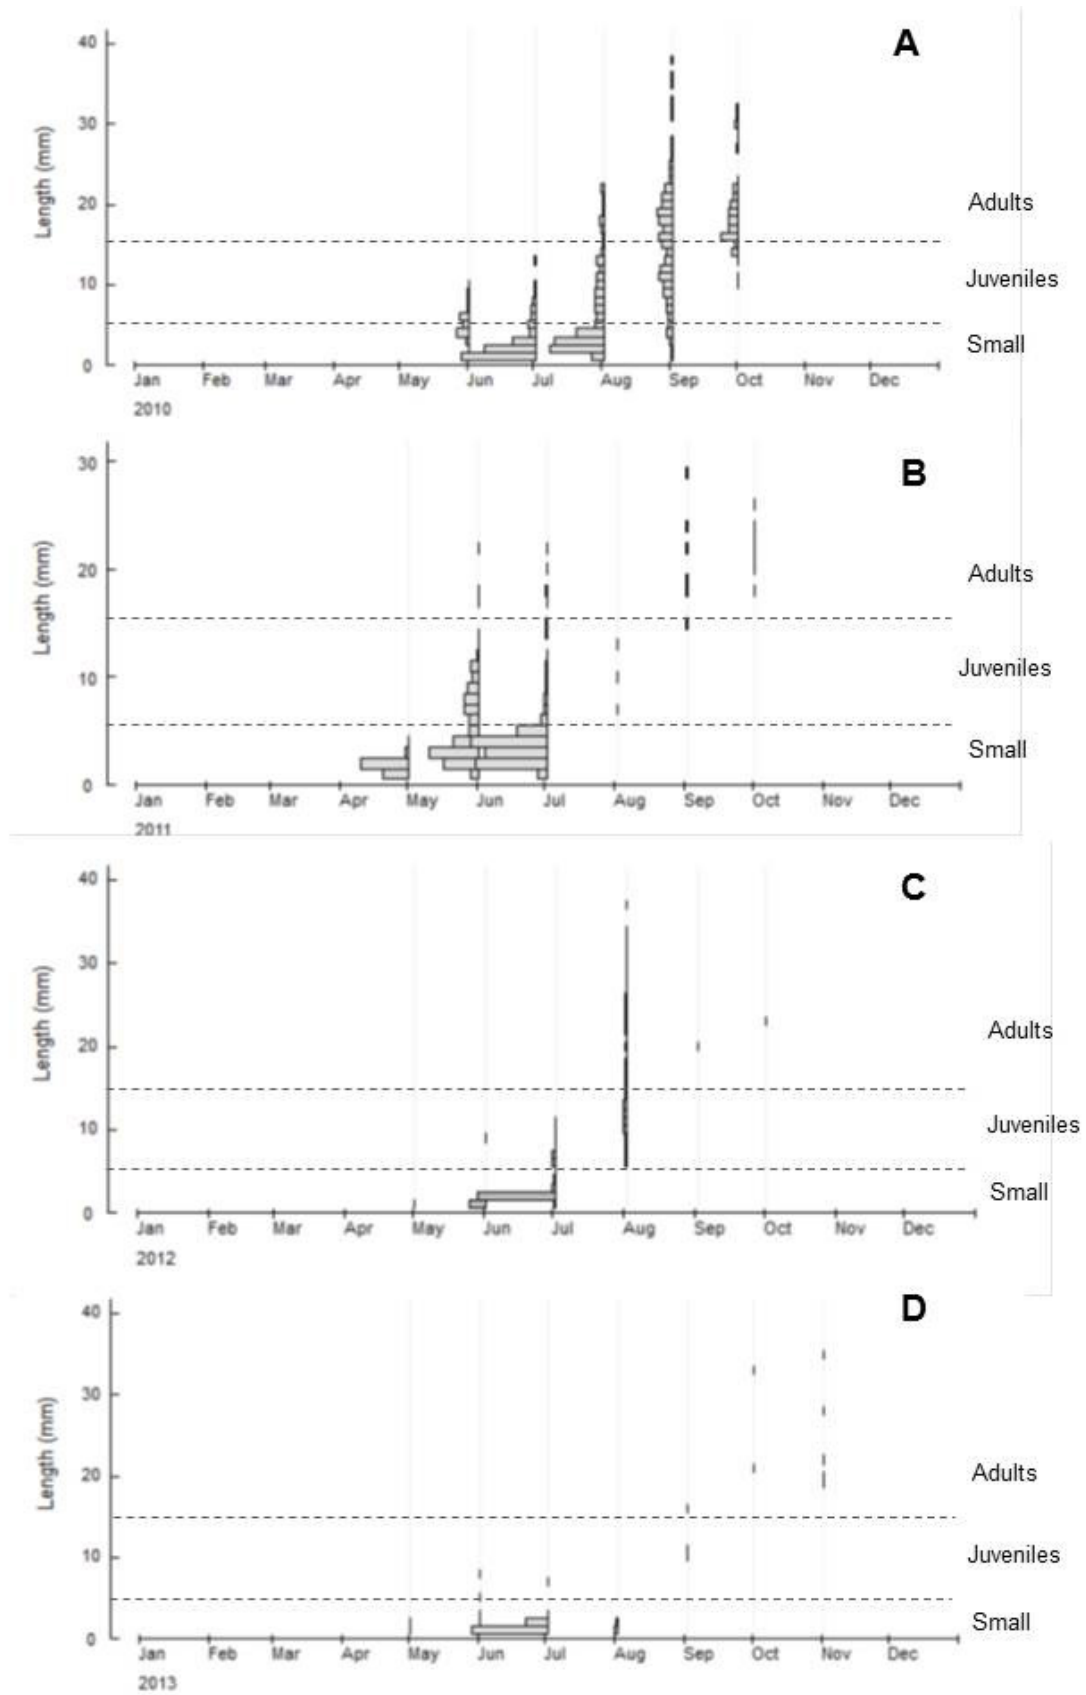 A
40
30
20
10
0
Length (mm)
Adults
Juveniles
Small
Jan Feb Mar Apr May Jun Jul Aug Sep Oct Nov Dec
2010
B
30
20
10
0
Length (mm)
Adults
Juveniles
Small
Jan Feb Mar Apr May Jun Jul Aug Sep Oct Nov Dec
2011
C
40
30
20
10
0
Length (mm)
Adults
Juveniles
Small
Jan Feb Mar Apr May Jun Jul Aug Sep Oct Nov Dec
2012
D
40
30
20
10
0
Length (mm)
Adults
Juveniles
Small
Jan Feb Mar Apr May Jun Jul Aug Sep Oct Nov Dec
2013